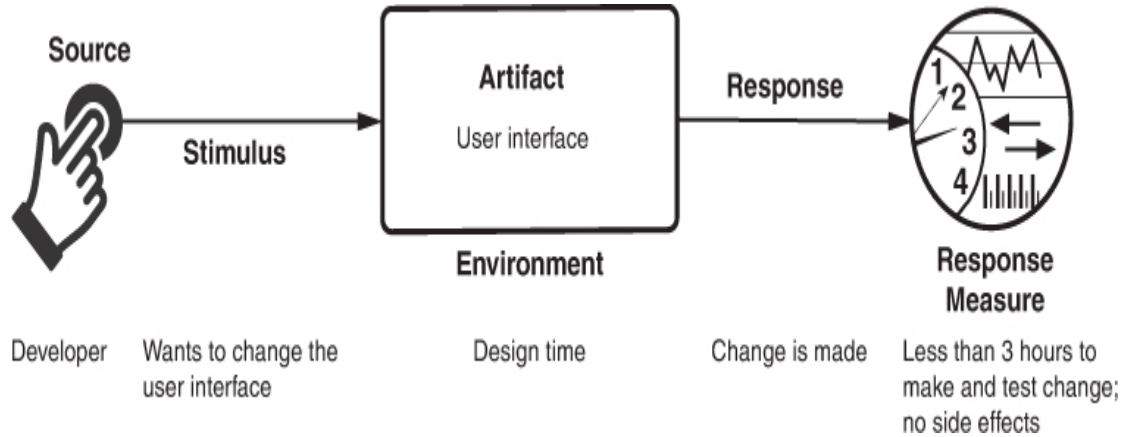 Source
Stimulus
Artifact
User interface
Environment
Response
1
2
3
4
Response
Measure
Developer
Wants to change the
user interface
Design time
Change is made
Less than 3 hours to
make and test change;
no side effects